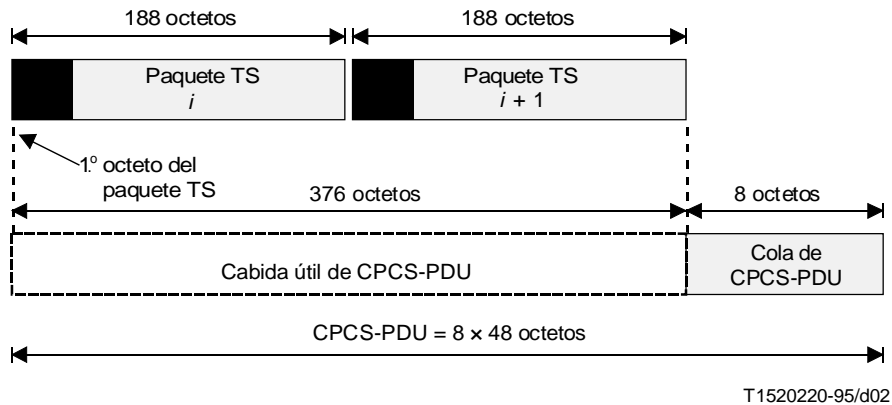 188 octetos 188 octetos
Paquete TS Paquete TS
i i + 1
1.º octeto del
paquete TS
376 octetos 8 octetos
Cabida útil de CPCS-PDU
Cola de
CPCS-PDU
CPCS-PDU = 8 × 48 octetos
T1520220-95/d02